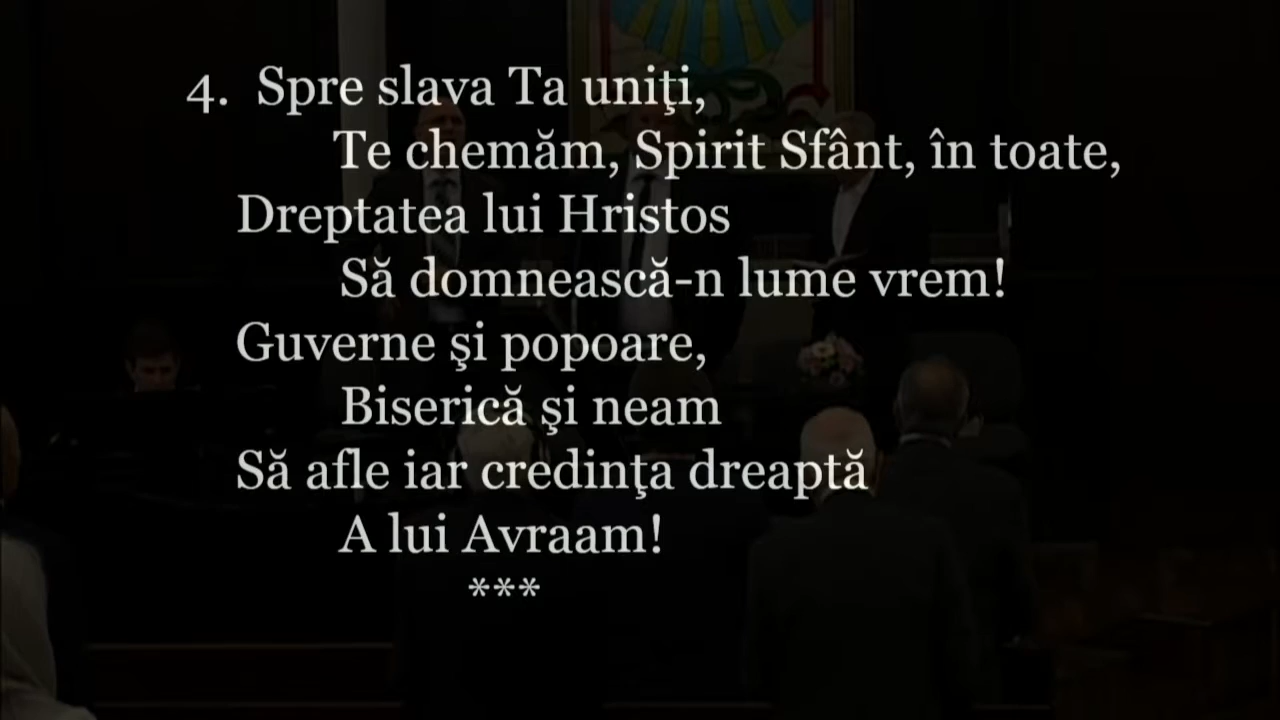 4. Spre slava Ta uniţi,
Te chemăm, Spirit Sfânt, în toate,
Dreptatea lui Hristos
Să domnească-n lume vrem!
Guverne şi popoare,
Biserică şi neam
Să afle iar credinţa dreaptă
A lui Avraam!
***